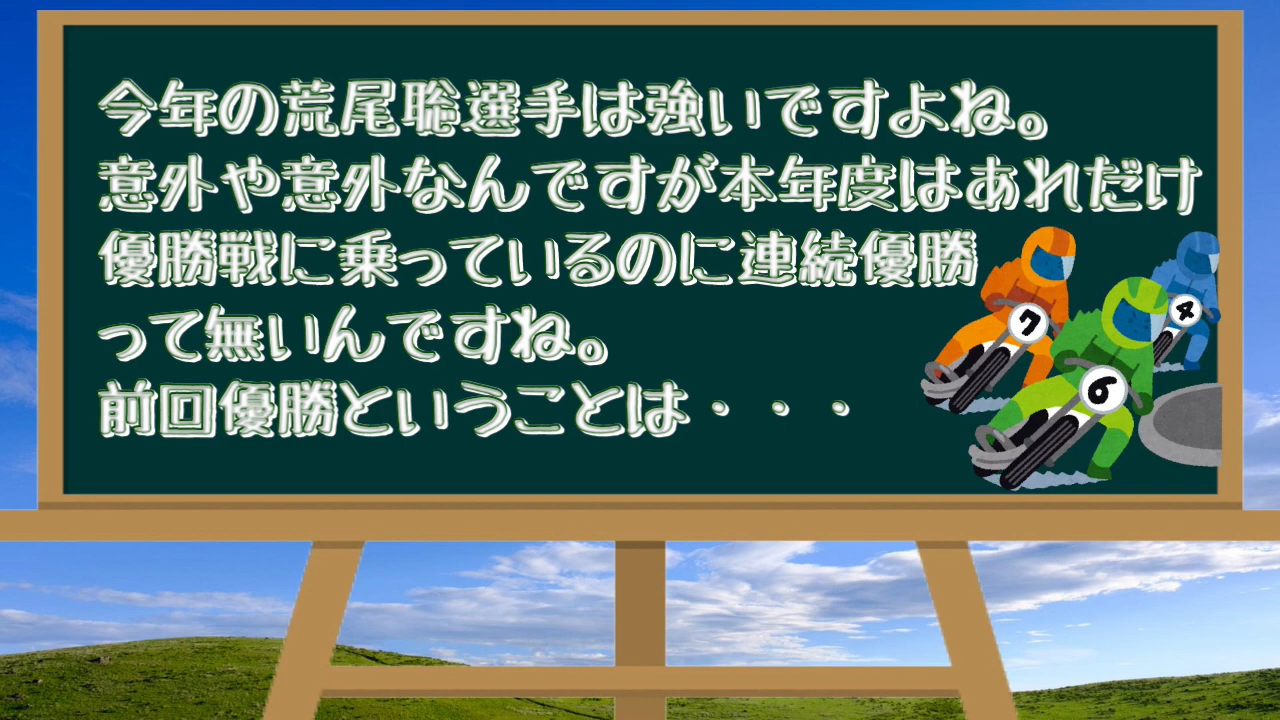 今年の荒尾聡選手は強いですよね。
意外や意外なんですが本年度はあれだけ
優勝戦に乗っているのに連続優勝
って無いんですね。
前回優勝ということは・・・
7
4
6